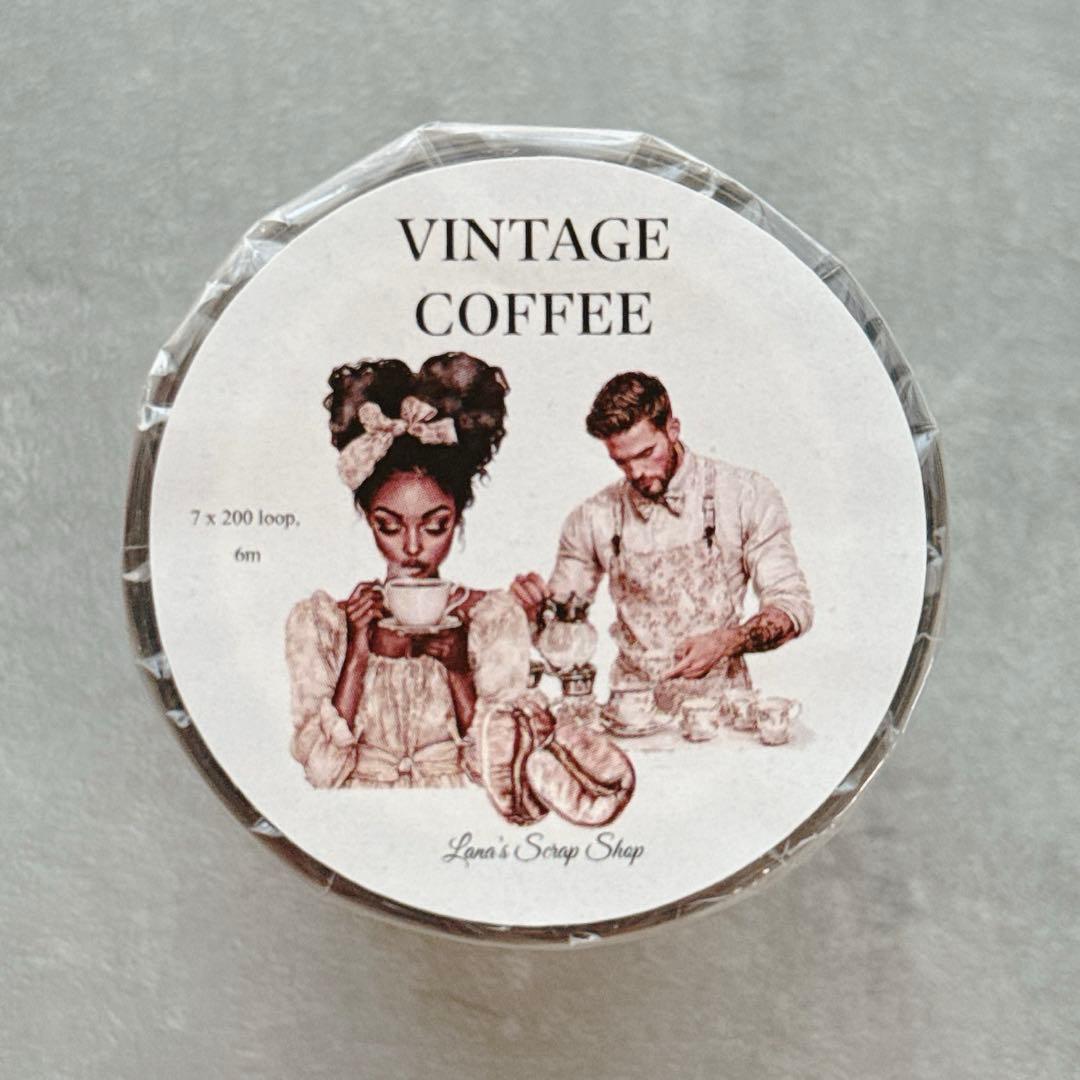 VINTAGE
COFFEE
7 x 200 loop,
6m
Lana's Scrap Shop